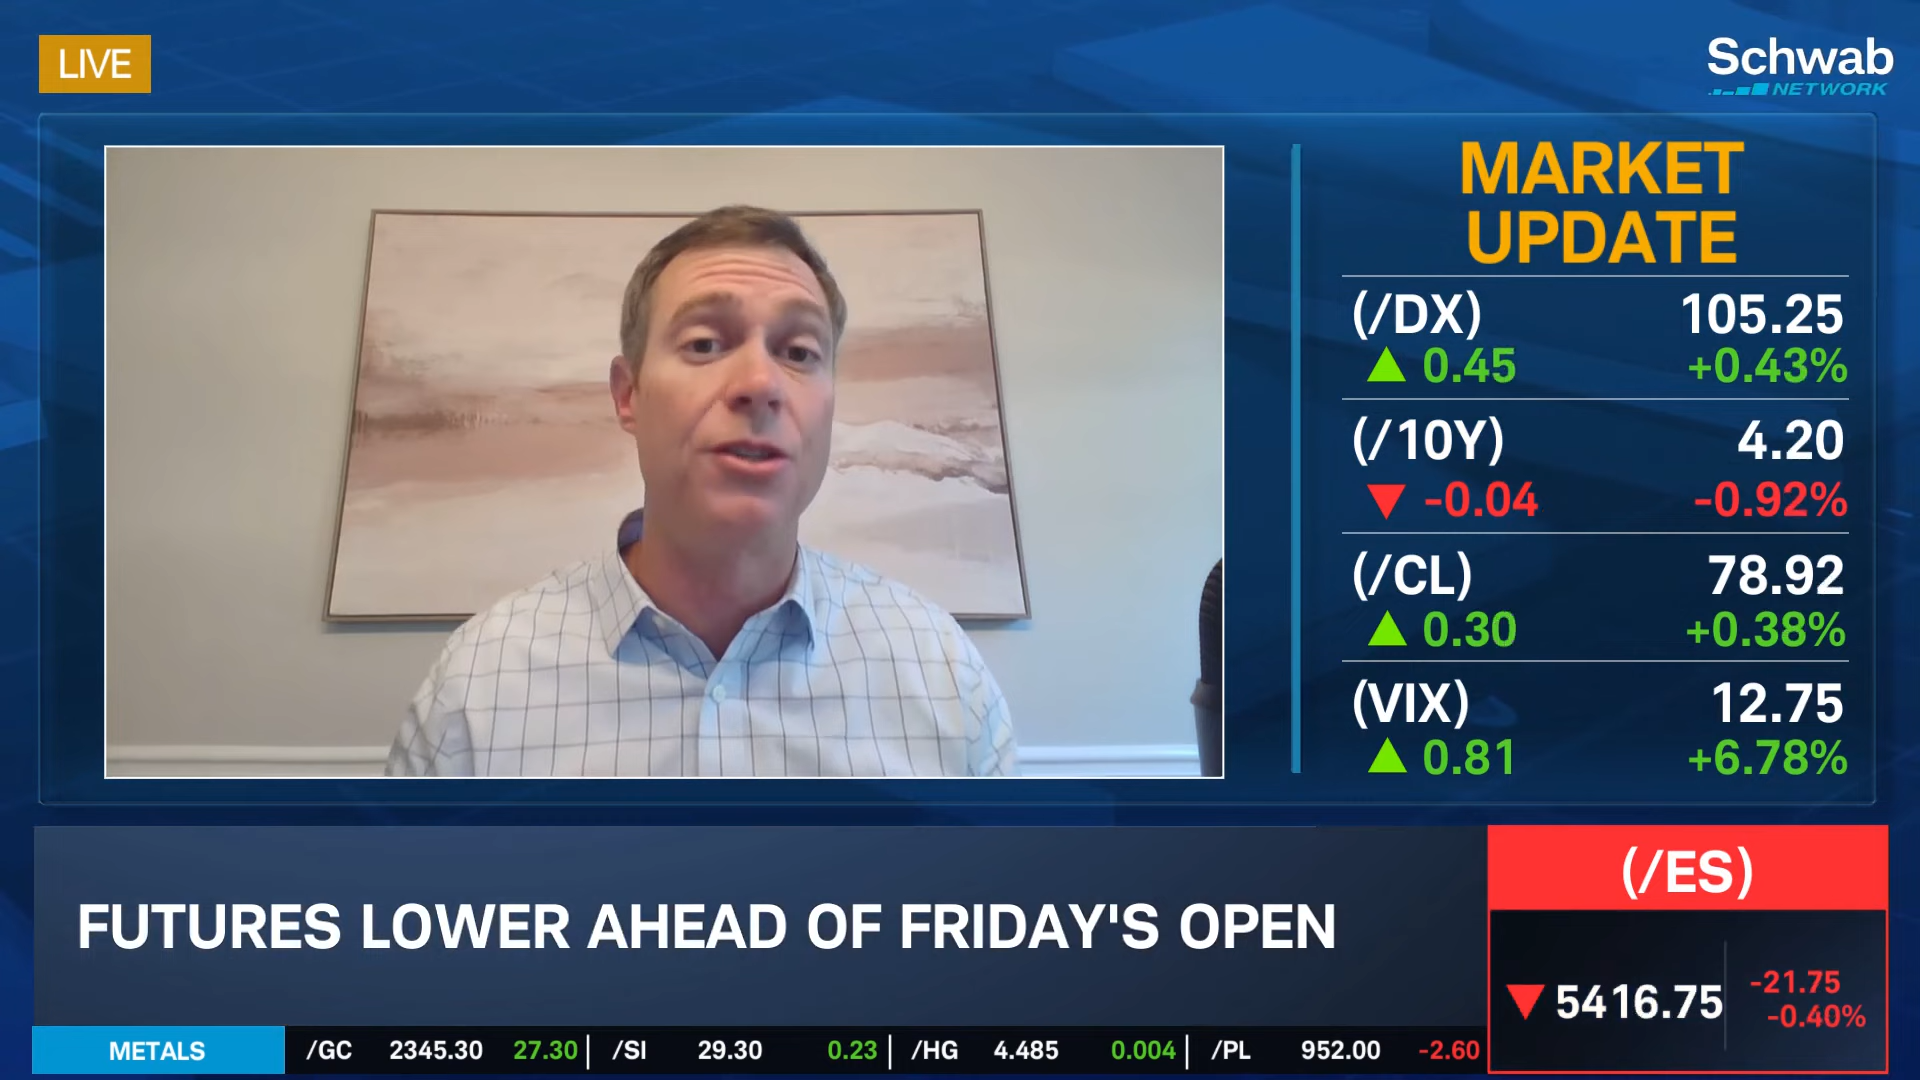 LIVE
Schwab
NETWORK
MARKET
UPDATE
(/DX) 105.25
▲ 0.45 +0.43%
(/10Y) 4.20
▼ -0.04 -0.92%
(/CL) 78.92
▲ 0.30 +0.38%
(VIX) 12.75
▲ 0.81 +6.78%
FUTURES LOWER AHEAD OF FRIDAY'S OPEN
(/ES)
▼ 5416.75 -21.75
-0.40%
METALS /GC 2345.30 27.30 /SI 29.30 0.23 /HG 4.485 0.004 /PL 952.00 -2.60